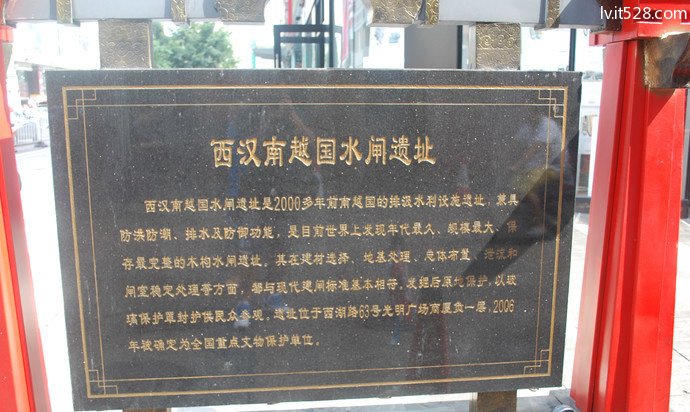 lvit528.com
西汉南越国水闸遗址
西汉南越国水闸遗址是2000多年前南越国的排汲水利设施遗址，兼具
防洪防潮、排水及防御功能，是目前世界上发现年代最久、规模最大、保
存最完整的木构水闸遗址，其在建材选择、地基处理、总体布置、泄流和
闸室稳定处理等方面，都与现代建闸标准基本相符。发掘后原地保护，以玻
璃保护罩封护供民众参观。遗址位于西湖路63号光明广场南厦负一层，2006
年被确定为全国重点文物保护单位。